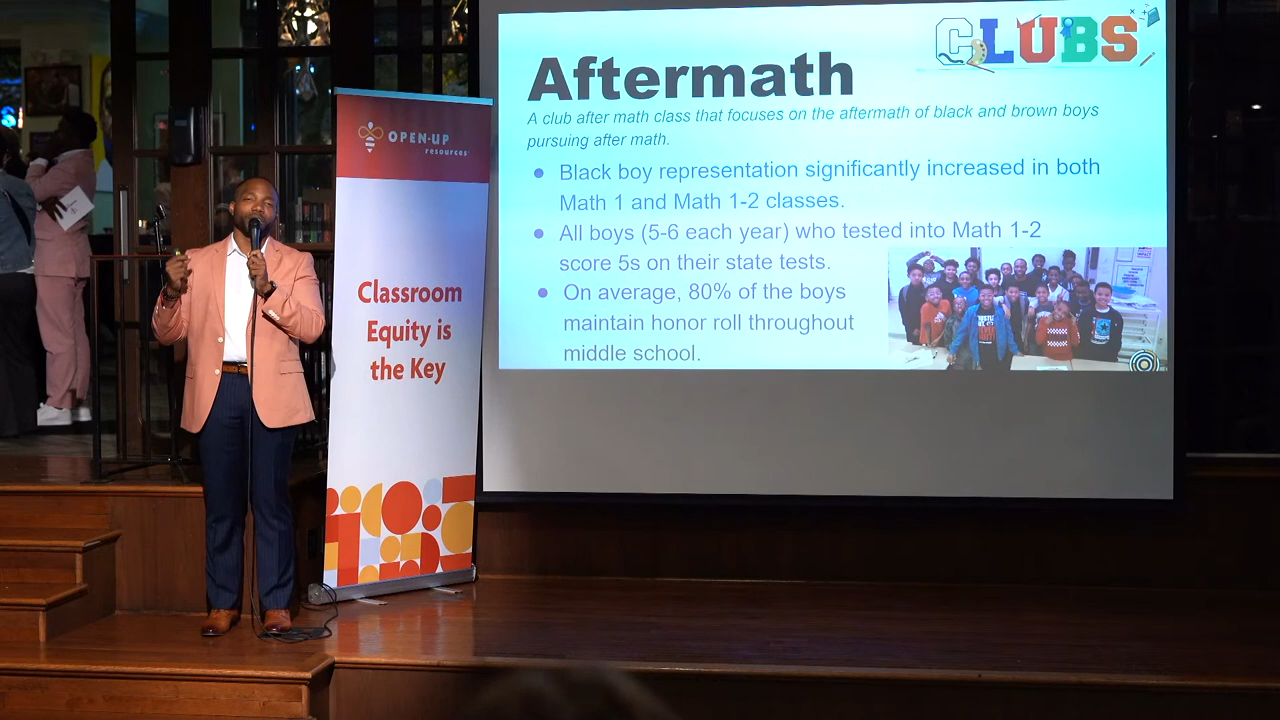 CLUBS
Aftermath
A club after math class that focuses on the aftermath of black and brown boys
pursuing after math.
Black boy representation significantly increased in both
Math 1 and Math 1-2 classes.
All boys (5-6 each year) who tested into Math 1-2
score 5s on their state tests.
On average, 80% of the boys
maintain honor roll throughout
middle school.
OPEN-UP
resources
Classroom
Equity is
the Key